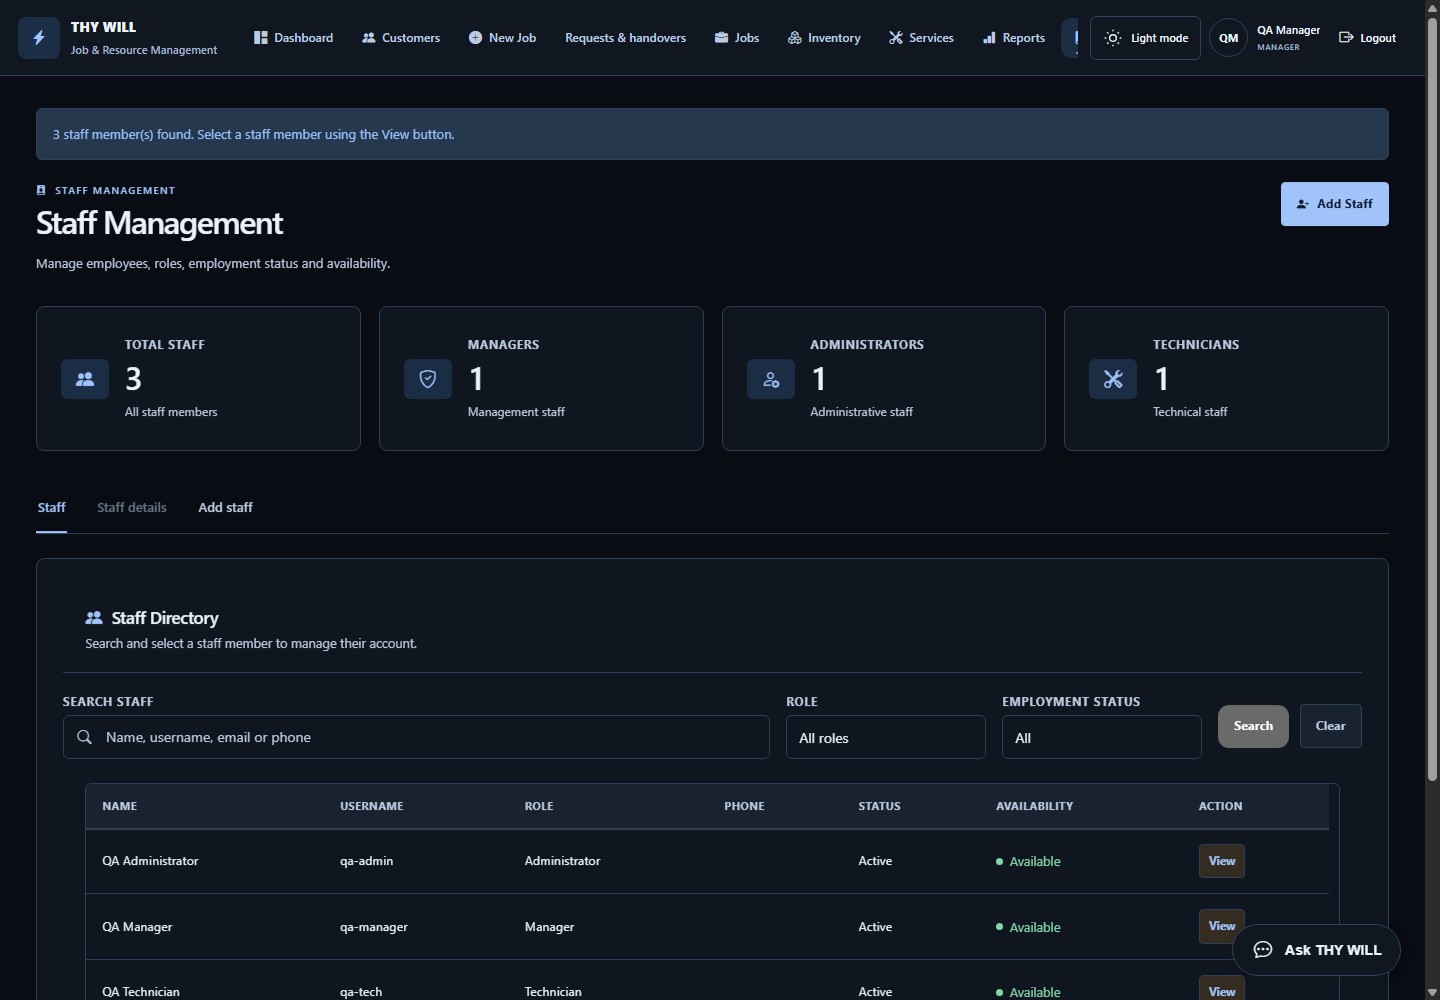 THY WILL
Job & Resource Management
Dashboard
Customers
New Job
Requests & handovers
Jobs
Inventory
Services
Reports
Light mode
QM
QA Manager
MANAGER
Logout
3 staff member(s) found. Select a staff member using the View button.
STAFF MANAGEMENT
Staff Management
Add Staff
Manage employees, roles, employment status and availability.
TOTAL STAFF
3
All staff members
MANAGERS
1
Management staff
ADMINISTRATORS
1
Administrative staff
TECHNICIANS
1
Technical staff
Staff
Staff details
Add staff
Staff Directory
Search and select a staff member to manage their account.
SEARCH STAFF
Name, username, email or phone
ROLE
All roles
EMPLOYMENT STATUS
All
Search
Clear
NAME USERNAME ROLE PHONE STATUS AVAILABILITY ACTION
QA Administrator qa-admin Administrator Active Available View
QA Manager qa-manager Manager Active Available View
QA Technician qa-tech Technician Active Available View
Ask THY WILL